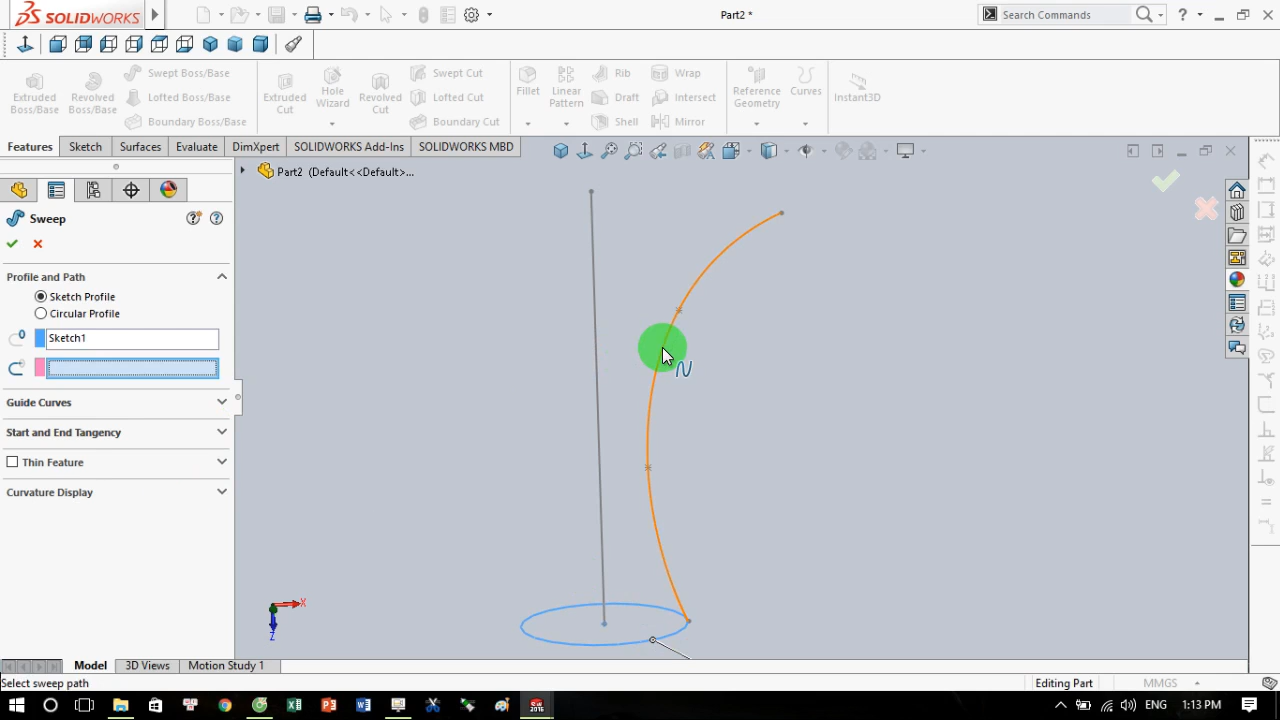 SOLIDWORKS
Part2 *
Search Commands
Extruded Boss/Base
Revolved Boss/Base
Swept Boss/Base
Lofted Boss/Base
Boundary Boss/Base
Extruded Cut
Hole Wizard
Revolved Cut
Swept Cut
Lofted Cut
Boundary Cut
Fillet
Linear Pattern
Rib
Draft
Shell
Wrap
Intersect
Mirror
Reference Geometry
Curves
Instant3D
Features
Sketch
Surfaces
Evaluate
DimXpert
SOLIDWORKS Add-Ins
SOLIDWORKS MBD
Part2 (Default<<Default>...
Sweep
Profile and Path
Sketch Profile
Circular Profile
Sketch1
Guide Curves
Start and End Tangency
Thin Feature
Curvature Display
X
Z
Model
3D Views
Motion Study 1
Select sweep path
Editing Part
MMGS
ENG
1:13 PM